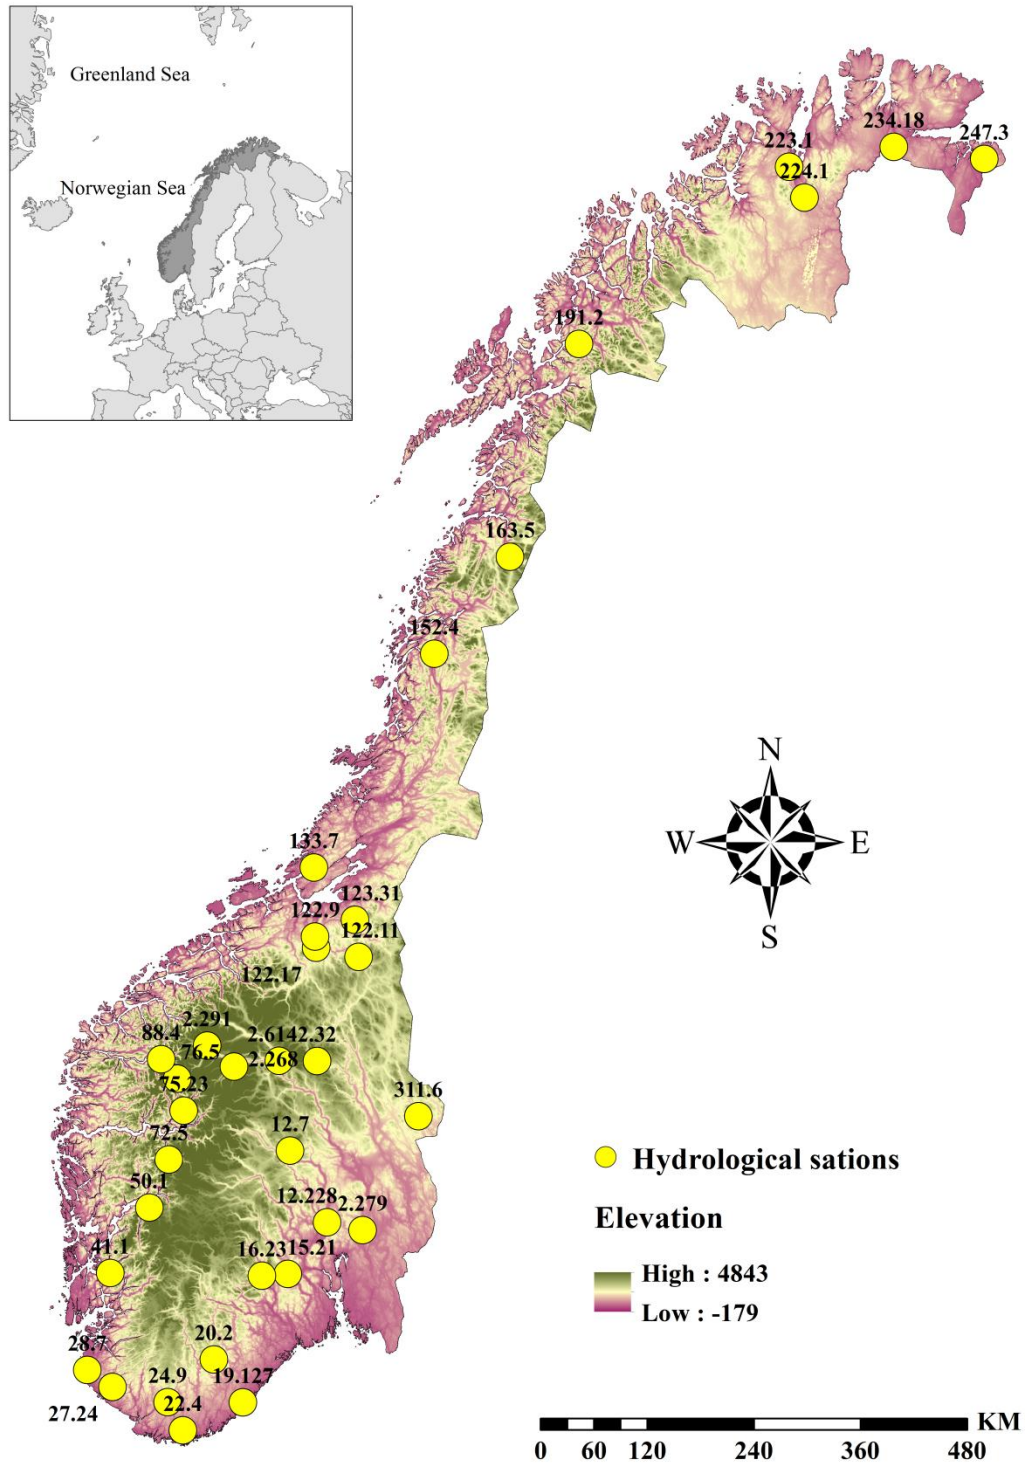 Greenland Sea
Norwegian Sea
234.18
223.1
247.3
224.1
191.2
163.5
152.4
N
W
E
S
133.7
123.31
122.9
122.11
122.17
2.291
88.4
76.5
2.614
2.32
2.268
75.23
311.6
72.5
12.7
50.1
12.228
2.279
41.1
16.23
15.21
20.2
28.7
24.9
19.127
22.4
27.24
Hydrological sations
Elevation
High : 4843
Low : -179
KM
0 60 120 240 360 480